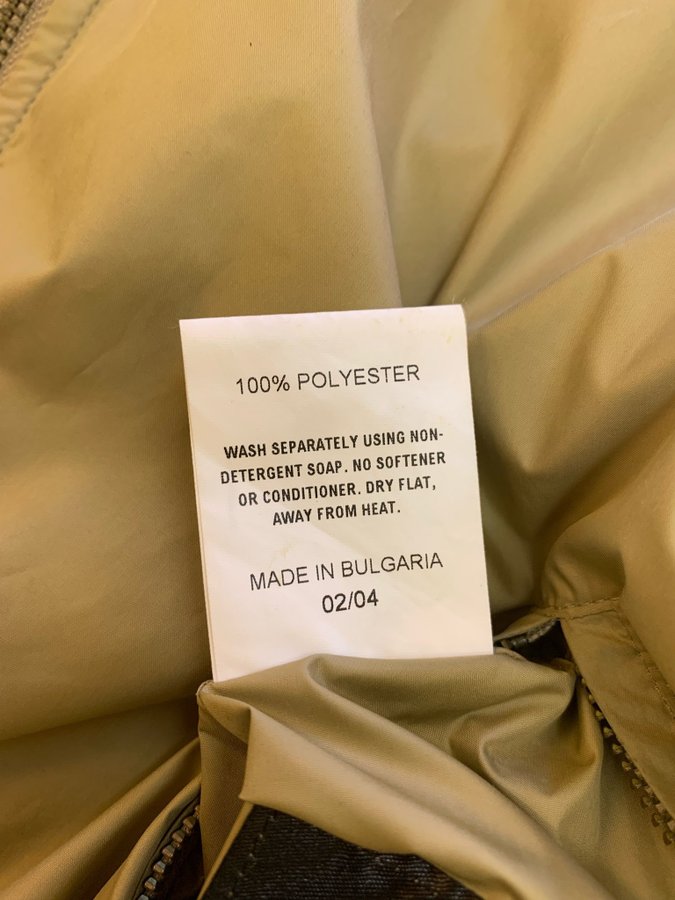 100% POLYESTER
WASH SEPARATELY USING NON-
DETERGENT SOAP. NO SOFTENER
OR CONDITIONER. DRY FLAT,
AWAY FROM HEAT.
MADE IN BULGARIA
02/04